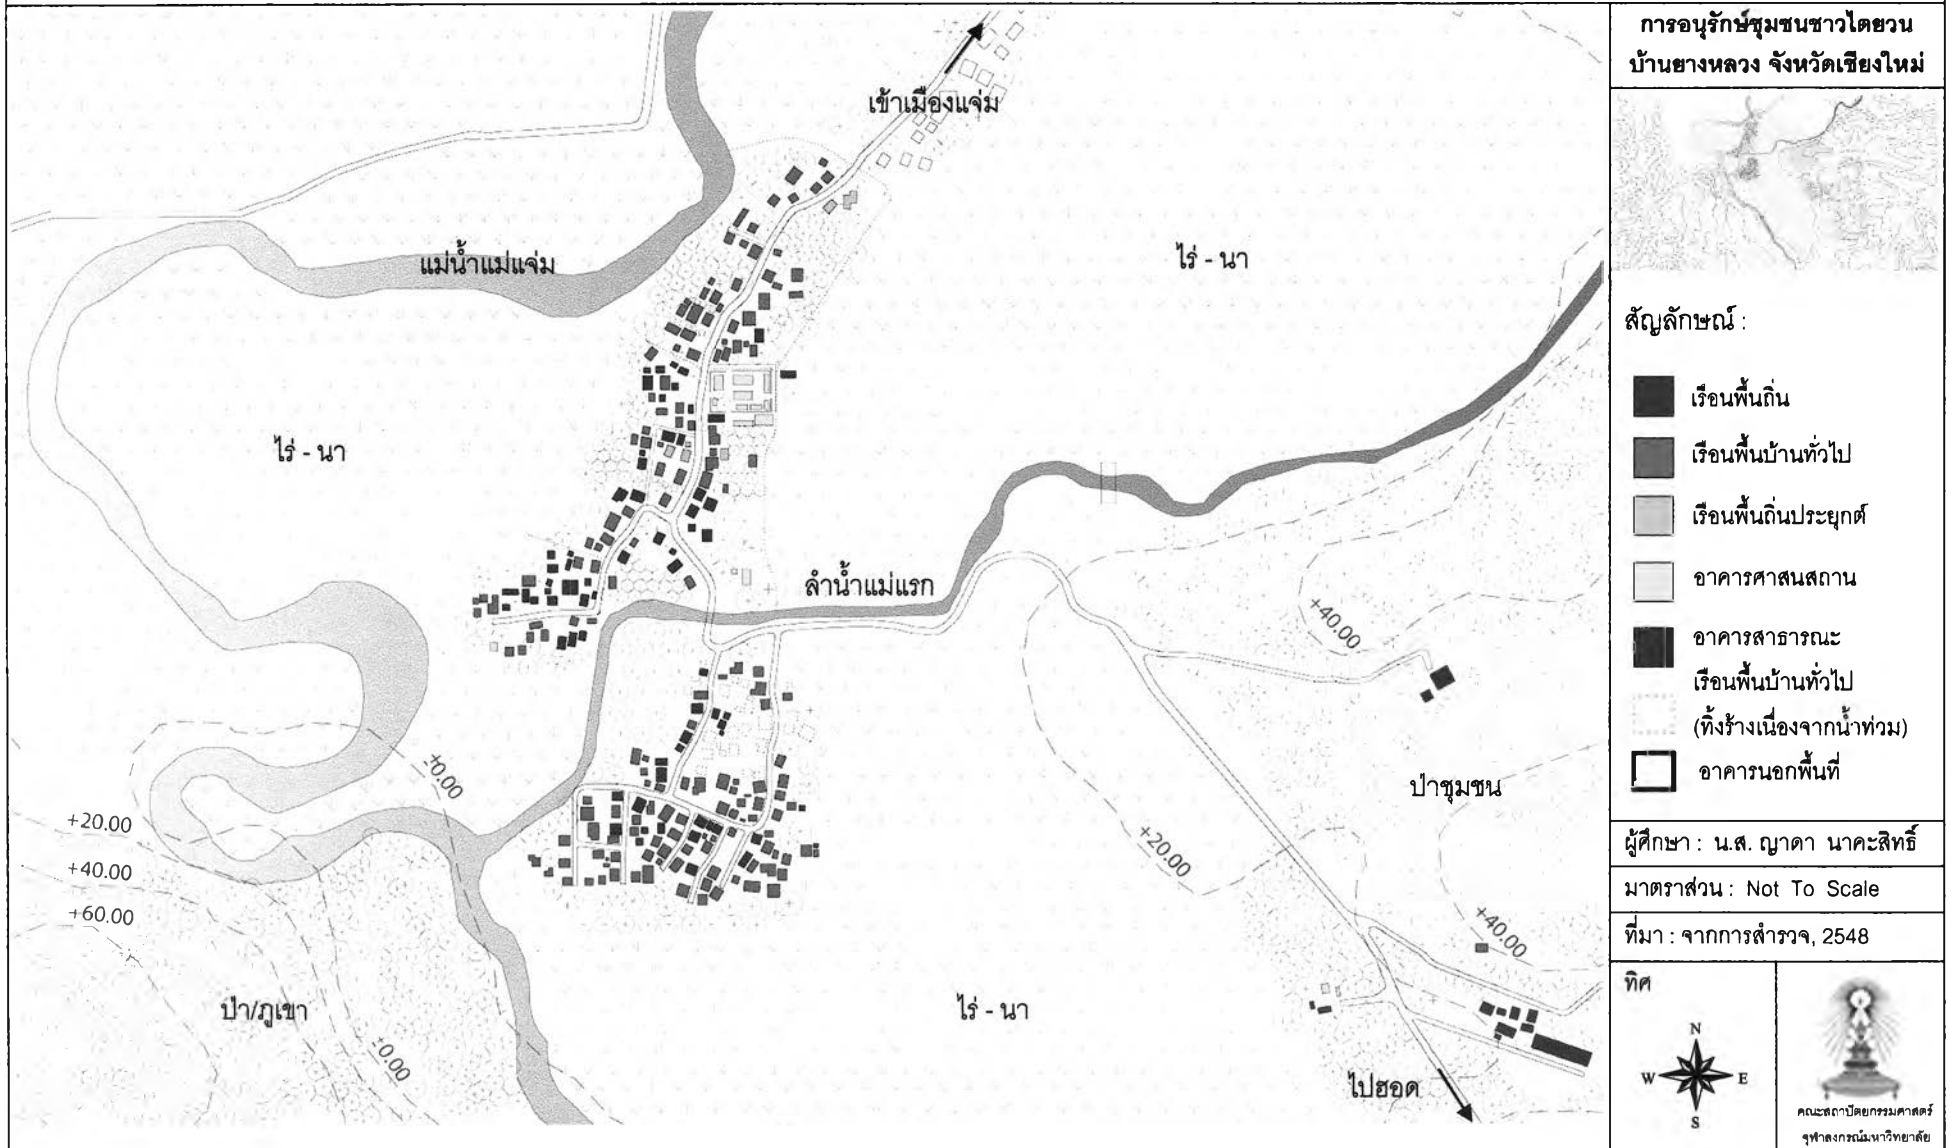 การอนุรักษ์ชุมชนชาวไตยวน
บ้านยางหลวง จังหวัดเชียงใหม่
เข้าเมืองแจ่ม
แม่น้ำแม่แจ่ม
ไร่ - นา
ไร่ - นา
ลำน้ำแม่แรก
+40.00
±0.00
ป่าชุมชน
+20.00
+20.00
+40.00
+60.00
+40.00
ป่า/ภูเขา
±0.00
ไร่ - นา
ไปฮอด
สัญลักษณ์ :
เรือนพื้นถิ่น
เรือนพื้นบ้านทั่วไป
เรือนพื้นถิ่นประยุกต์
อาคารศาสนสถาน
อาคารสาธารณะ
เรือนพื้นบ้านทั่วไป
(ทิ้งร้างเนื่องจากน้ำท่วม)
อาคารนอกพื้นที่
ผู้ศึกษา : น.ส. ญาดา นาคะสิทธิ์
มาตราส่วน : Not To Scale
ที่มา : จากการสำรวจ, 2548
ทิศ
N
W E
S
คณะสถาปัตยกรรมศาสตร์
จุฬาลงกรณ์มหาวิทยาลัย